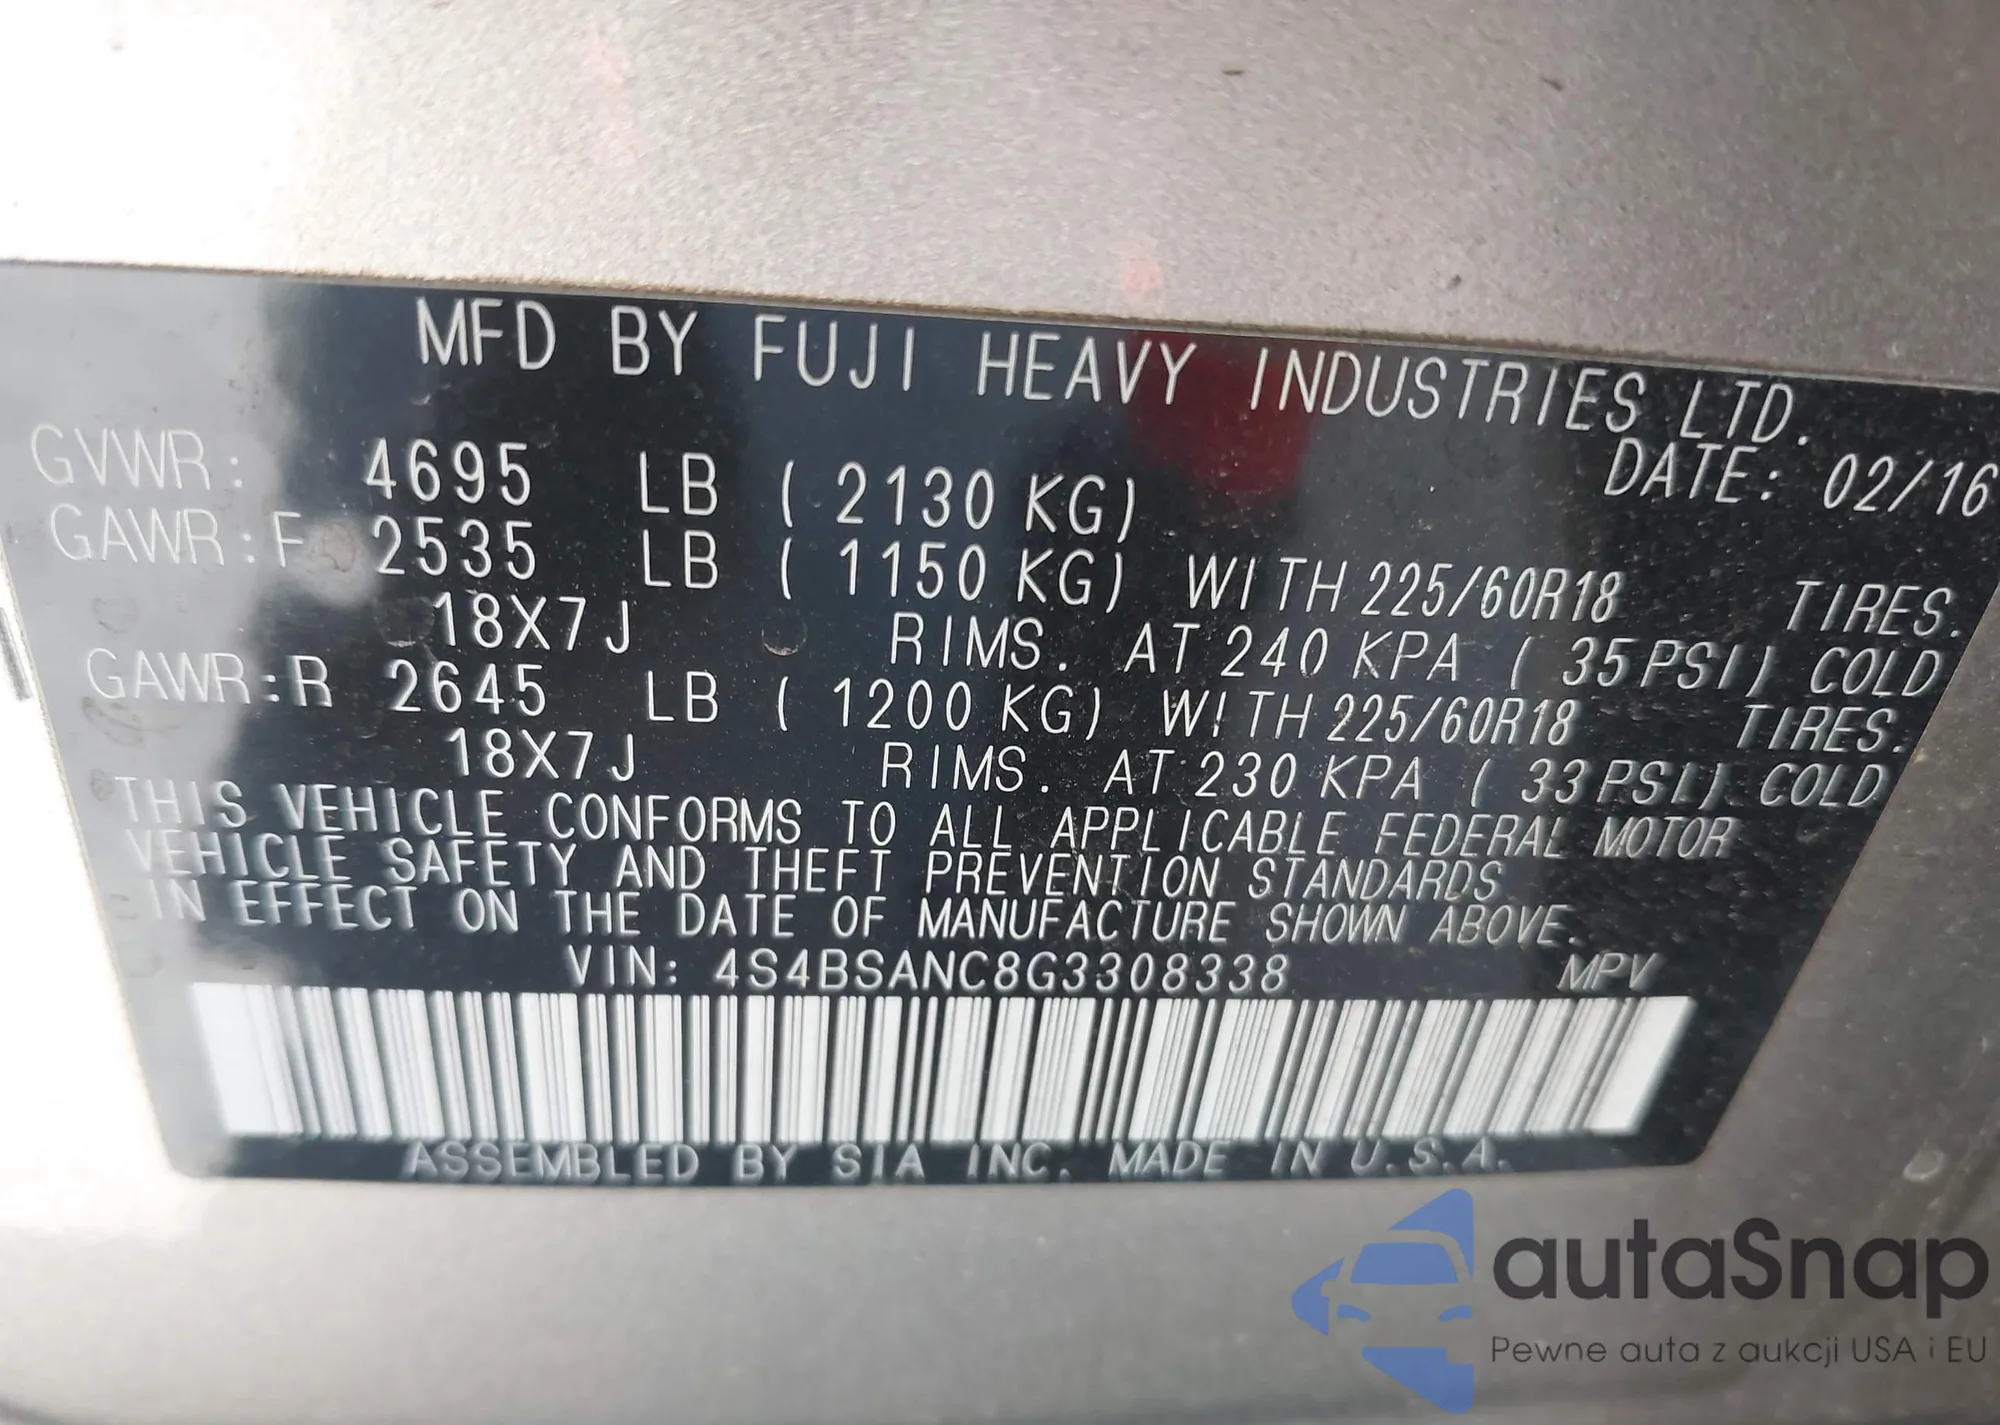 MFD BY FUJI HEAVY INDUSTRIES LTD.
DATE: 02/16
GVWR: 4695 LB ( 2130 KG)
GAWR:F 2535 LB ( 1150 KG) WITH 225/60R18 TIRES.
18X7J RIMS. AT 240 KPA ( 35 PSI) COLD
GAWR:R 2645 LB ( 1200 KG) WITH 225/60R18 TIRES.
18X7J RIMS. AT 230 KPA ( 33 PSI) COLD
THIS VEHICLE CONFORMS TO ALL APPLICABLE FEDERAL MOTOR
VEHICLE SAFETY AND THEFT PREVENTION STANDARDS
IN EFFECT ON THE DATE OF MANUFACTURE SHOWN ABOVE.
VIN: 4S4BSANC8G3308338 MPV
ASSEMBLED BY SIA INC. MADE IN U.S.A.
autaSnap
Pewne auta z aukcji USA i EU